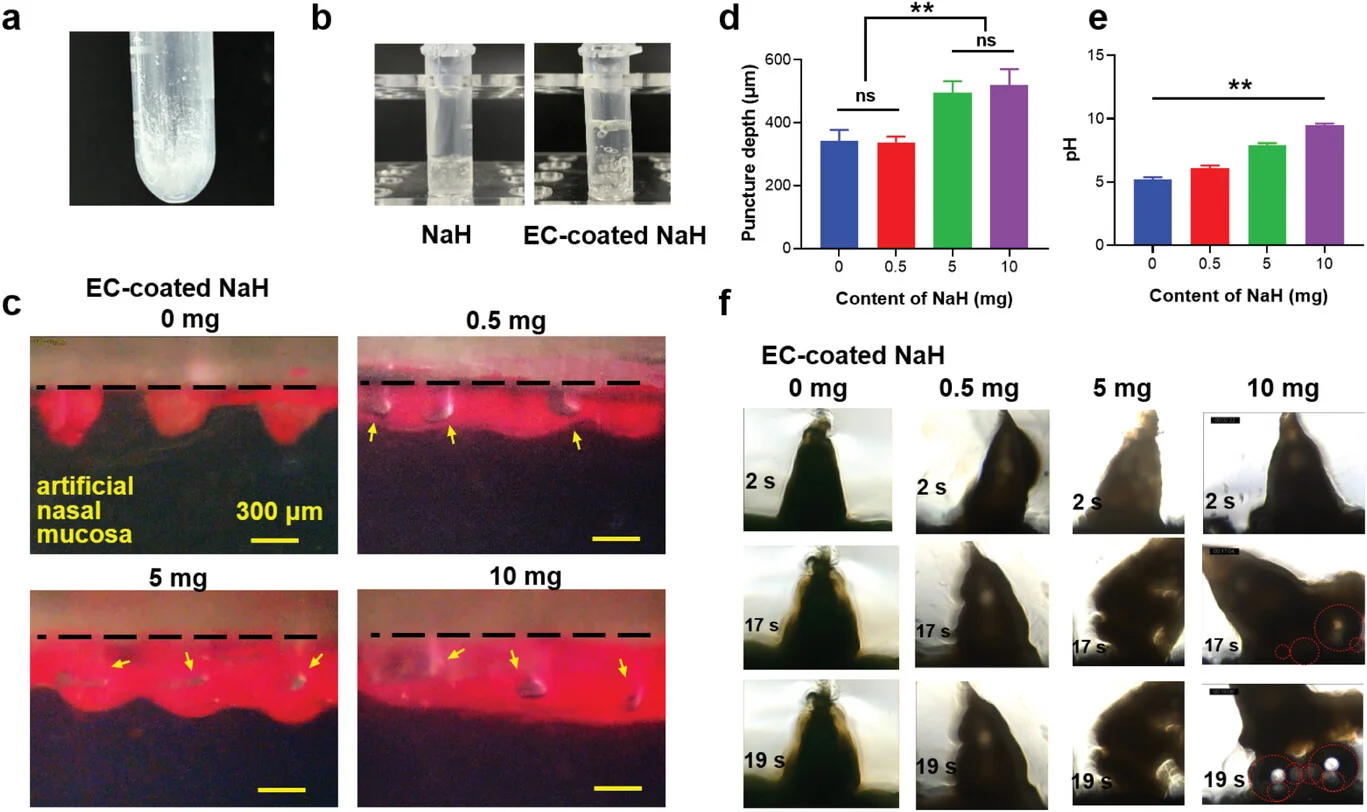 a
b
NaH
EC-coated NaH
c
EC-coated NaH
0 mg
0.5 mg
artificial
nasal
mucosa
300 µm
5 mg
10 mg
d
**
ns
ns
Puncture depth (µm)
600
400
200
0
0
0.5
5
10
Content of NaH (mg)
e
**
pH
15
10
5
0
0
0.5
5
10
Content of NaH (mg)
f
EC-coated NaH
0 mg
0.5 mg
5 mg
10 mg
2 s
2 s
2 s
2 s
17 s
17 s
17 s
17 s
19 s
19 s
19 s
19 s